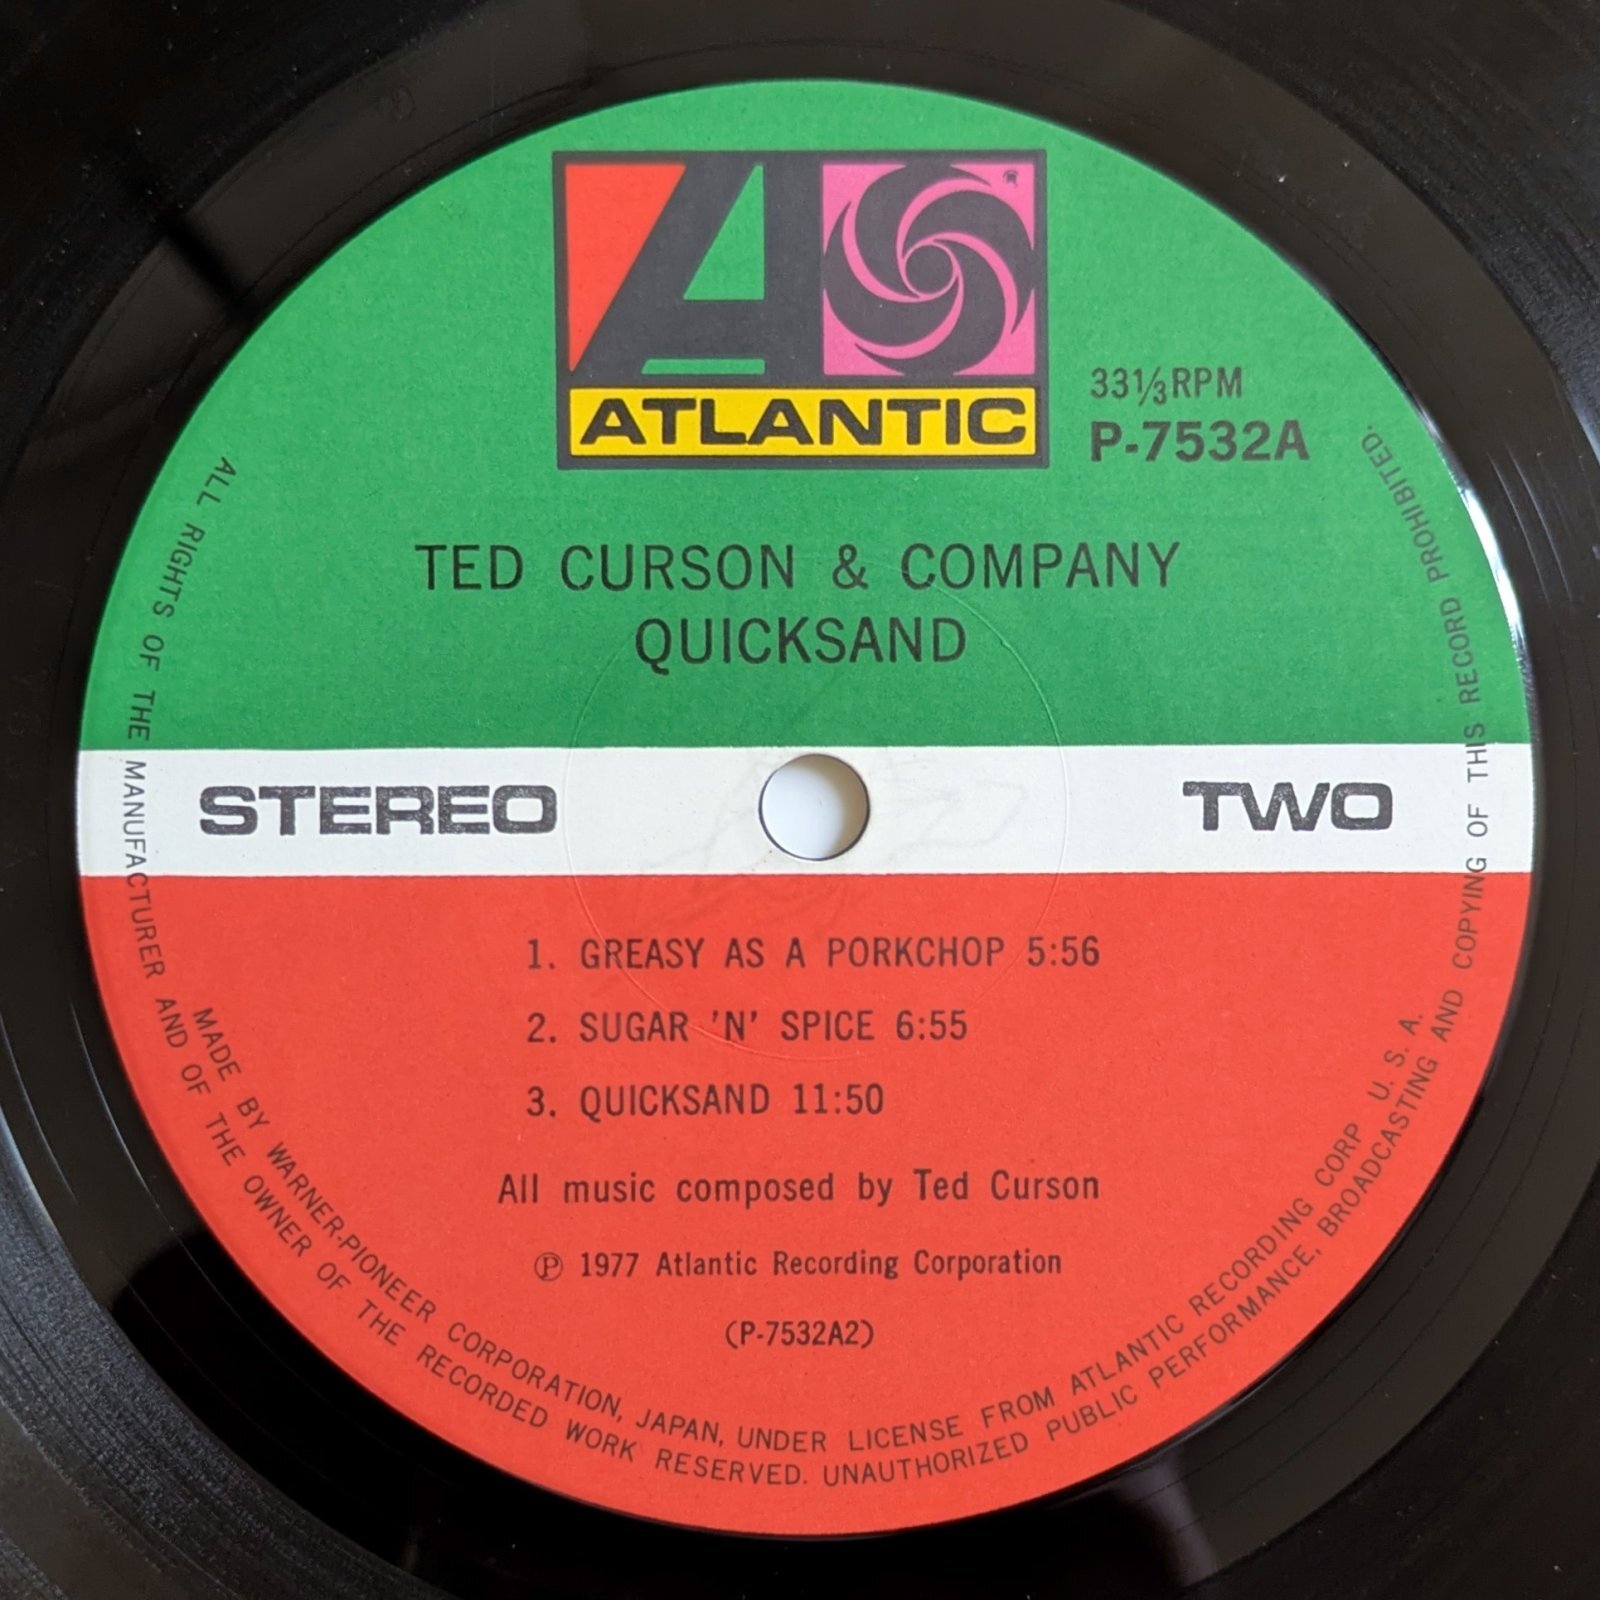 ATLANTIC
33⅓ RPM
P-7532A
TED CURSON & COMPANY
QUICKSAND
STEREO
TWO
1. GREASY AS A PORKCHOP 5:56
2. SUGAR 'N' SPICE 6:55
3. QUICKSAND 11:50
All music composed by Ted Curson
℗ 1977 Atlantic Recording Corporation
(P-7532A2)
MADE BY WARNER-PIONEER CORPORATION, JAPAN, UNDER LICENSE FROM ATLANTIC RECORDING CORP U. S. A.
ALL RIGHTS OF THE MANUFACTURER AND OF THE OWNER OF THE RECORDED WORK RESERVED. UNAUTHORIZED PUBLIC PERFORMANCE, BROADCASTING AND COPYING OF THIS RECORD PROHIBITED.